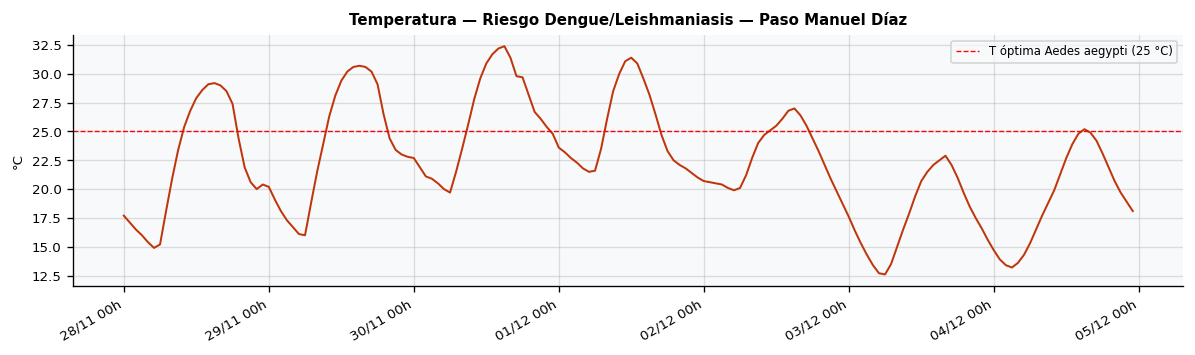 Temperatura — Riesgo Dengue/Leishmaniasis — Paso Manuel Díaz
T óptima Aedes aegypti (25 °C)
°C
32.5
30.0
27.5
25.0
22.5
20.0
17.5
15.0
12.5
28/11 00h
29/11 00h
30/11 00h
01/12 00h
02/12 00h
03/12 00h
04/12 00h
05/12 00h